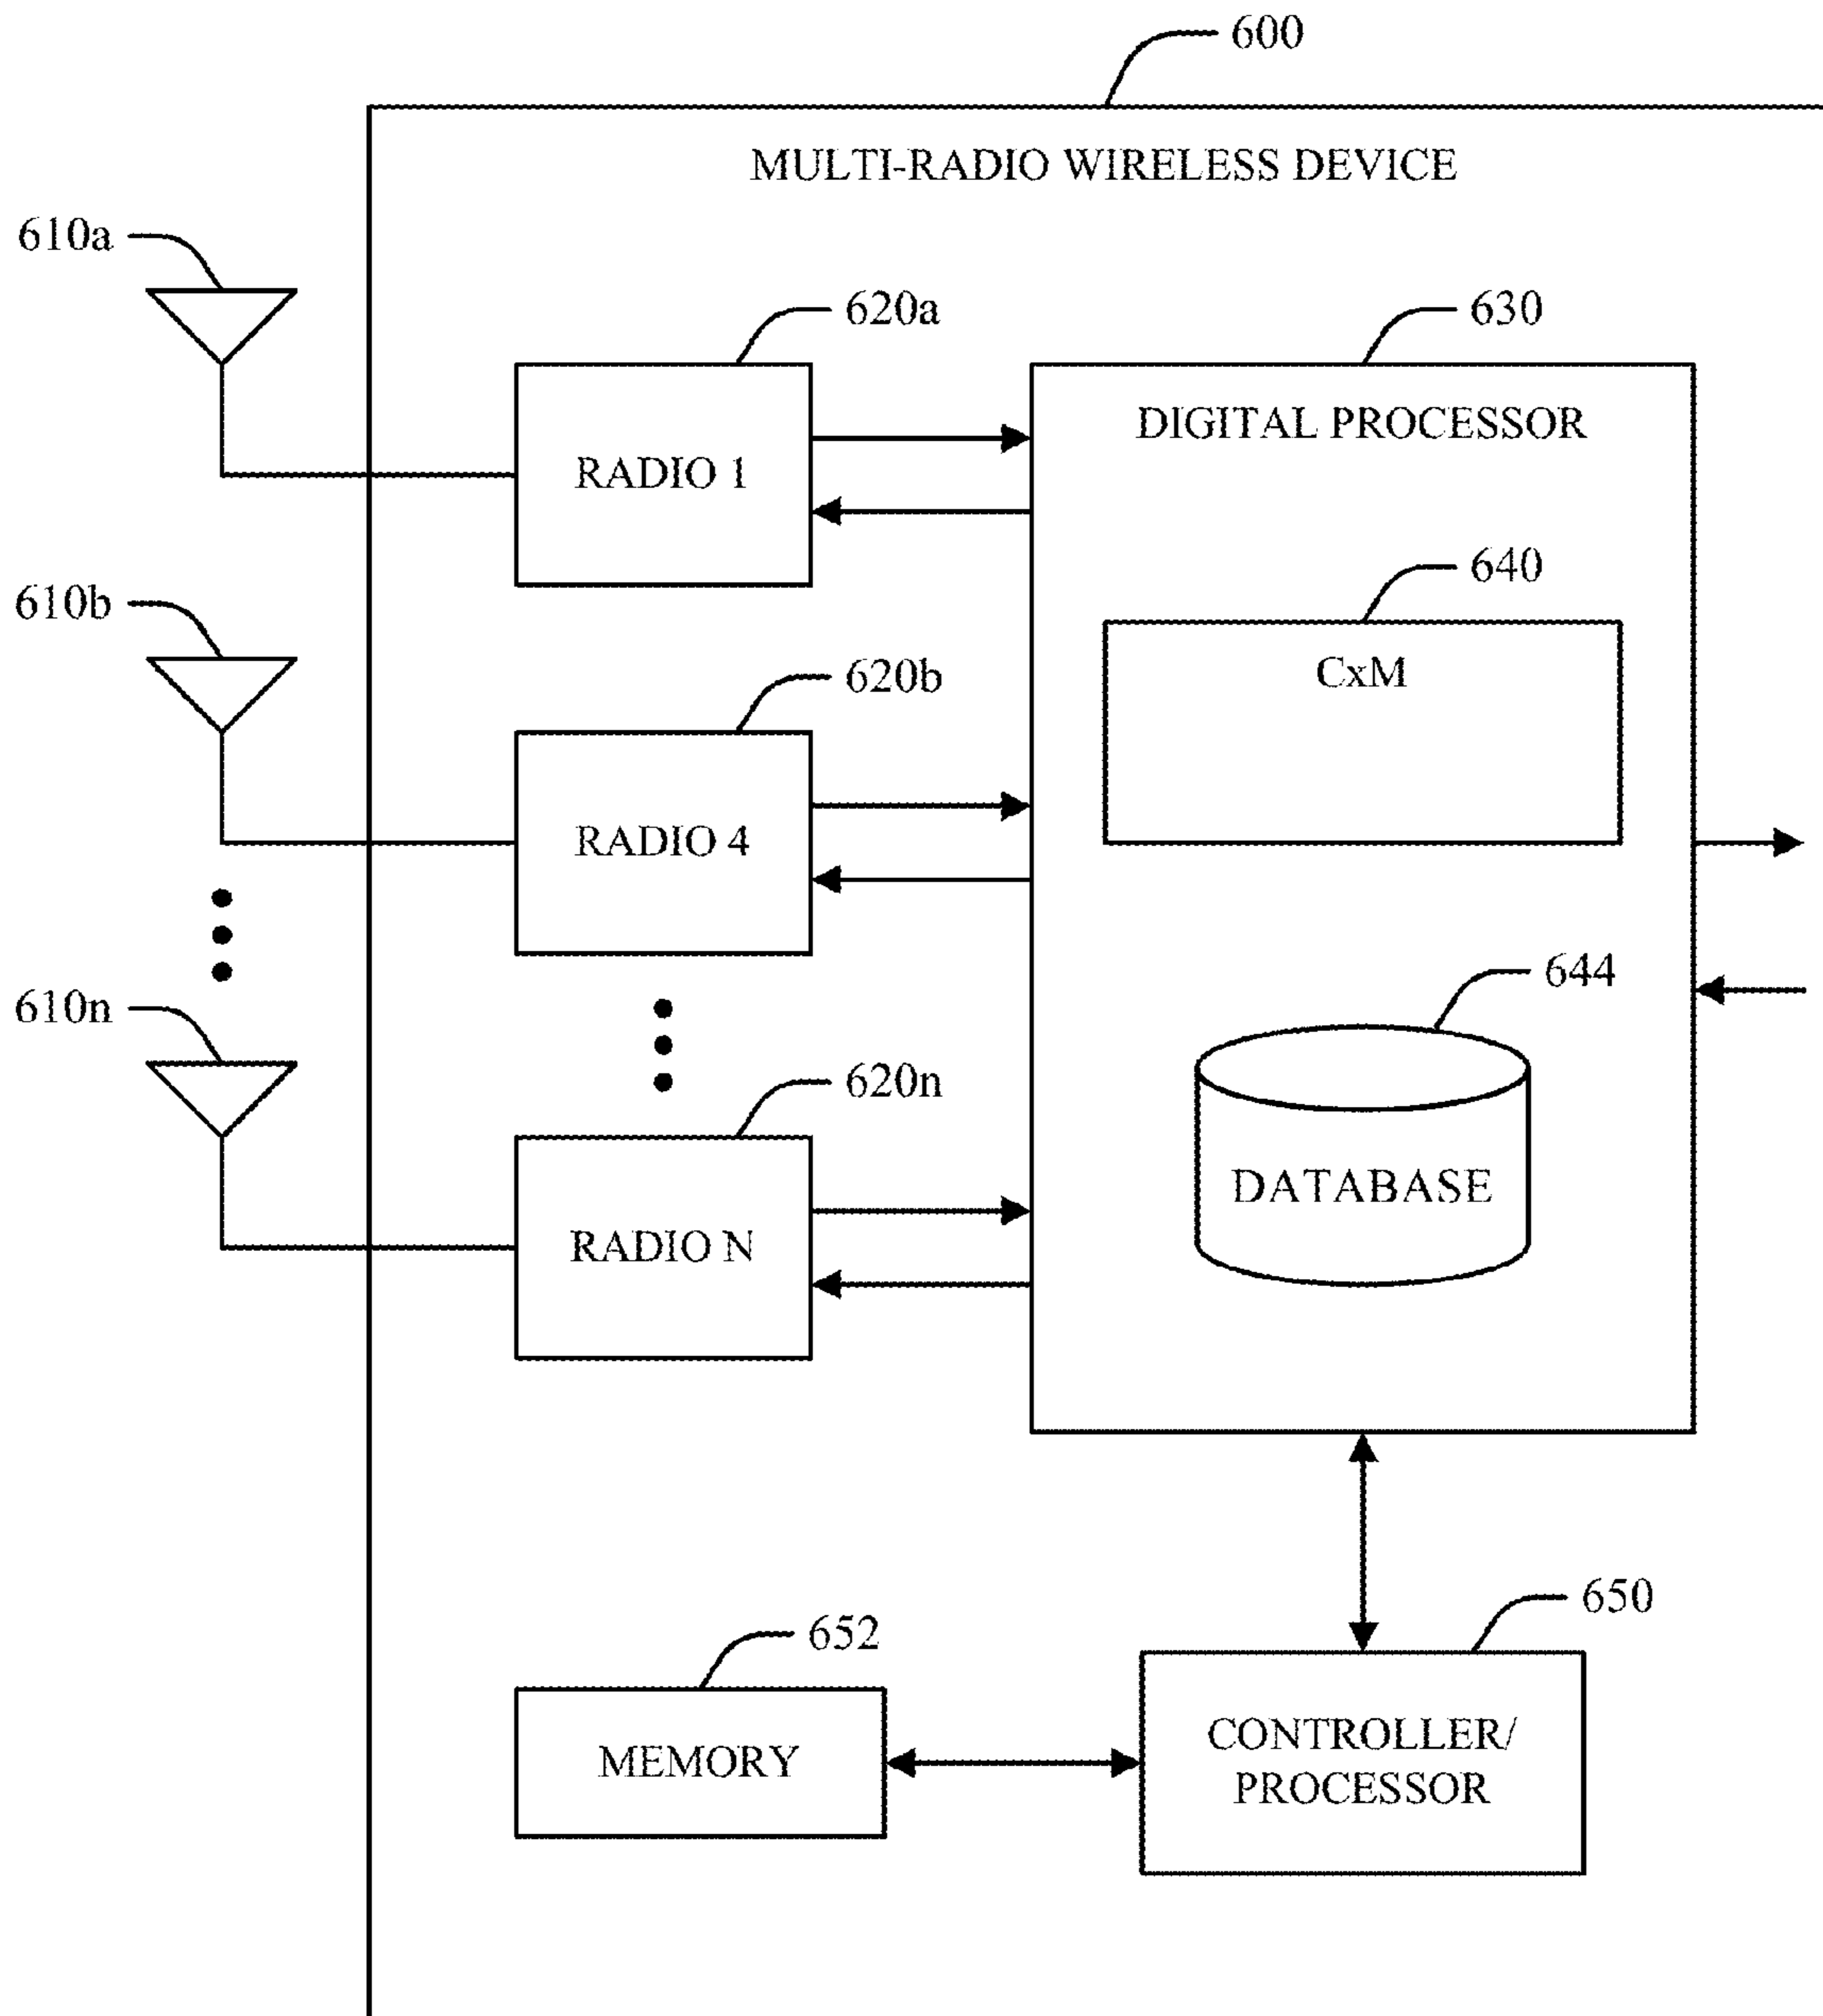 600
MULTI-RADIO WIRELESS DEVICE
610a
620a
630
RADIO 1
DIGITAL PROCESSOR
640
CxM
610b
620b
RADIO 4
644
DATABASE
610n
620n
RADIO N
650
652
MEMORY
CONTROLLER/
PROCESSOR